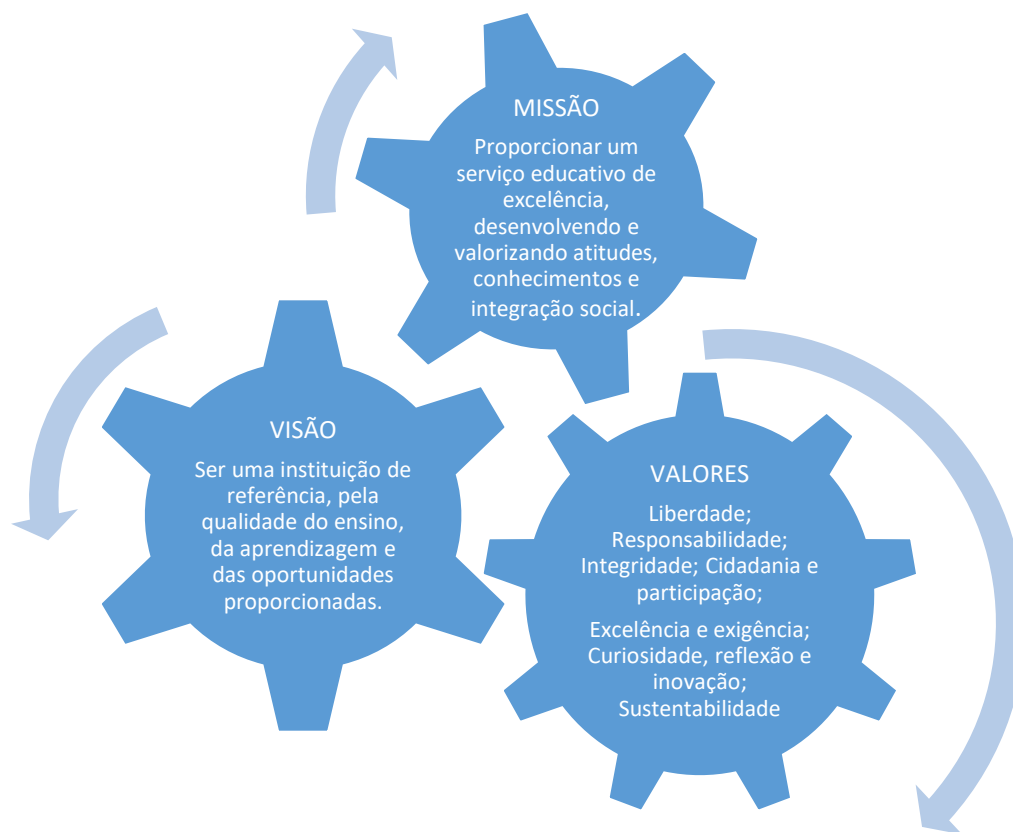 MISSÃO
Proporcionar um
serviço educativo de
excelência,
desenvolvendo e
valorizando atitudes,
conhecimentos e
integração social.
VISÃO
Ser uma instituição de
referência, pela
qualidade do ensino,
da aprendizagem e
das oportunidades
proporcionadas.
VALORES
Liberdade;
Responsabilidade;
Integridade; Cidadania e
participação;
Excelência e exigência;
Curiosidade, reflexão e
inovação;
Sustentabilidade